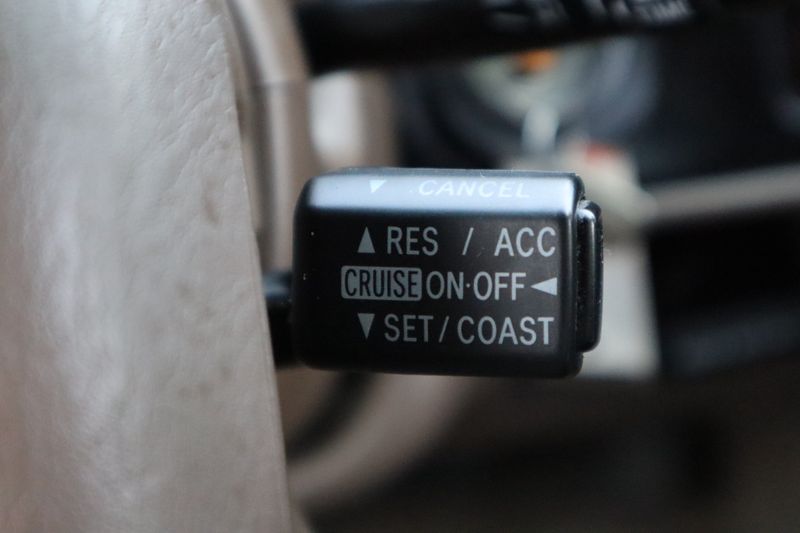 ▼ CANCEL
▲ RES / ACC
CRUISE ON·OFF ◀
▼ SET / COAST